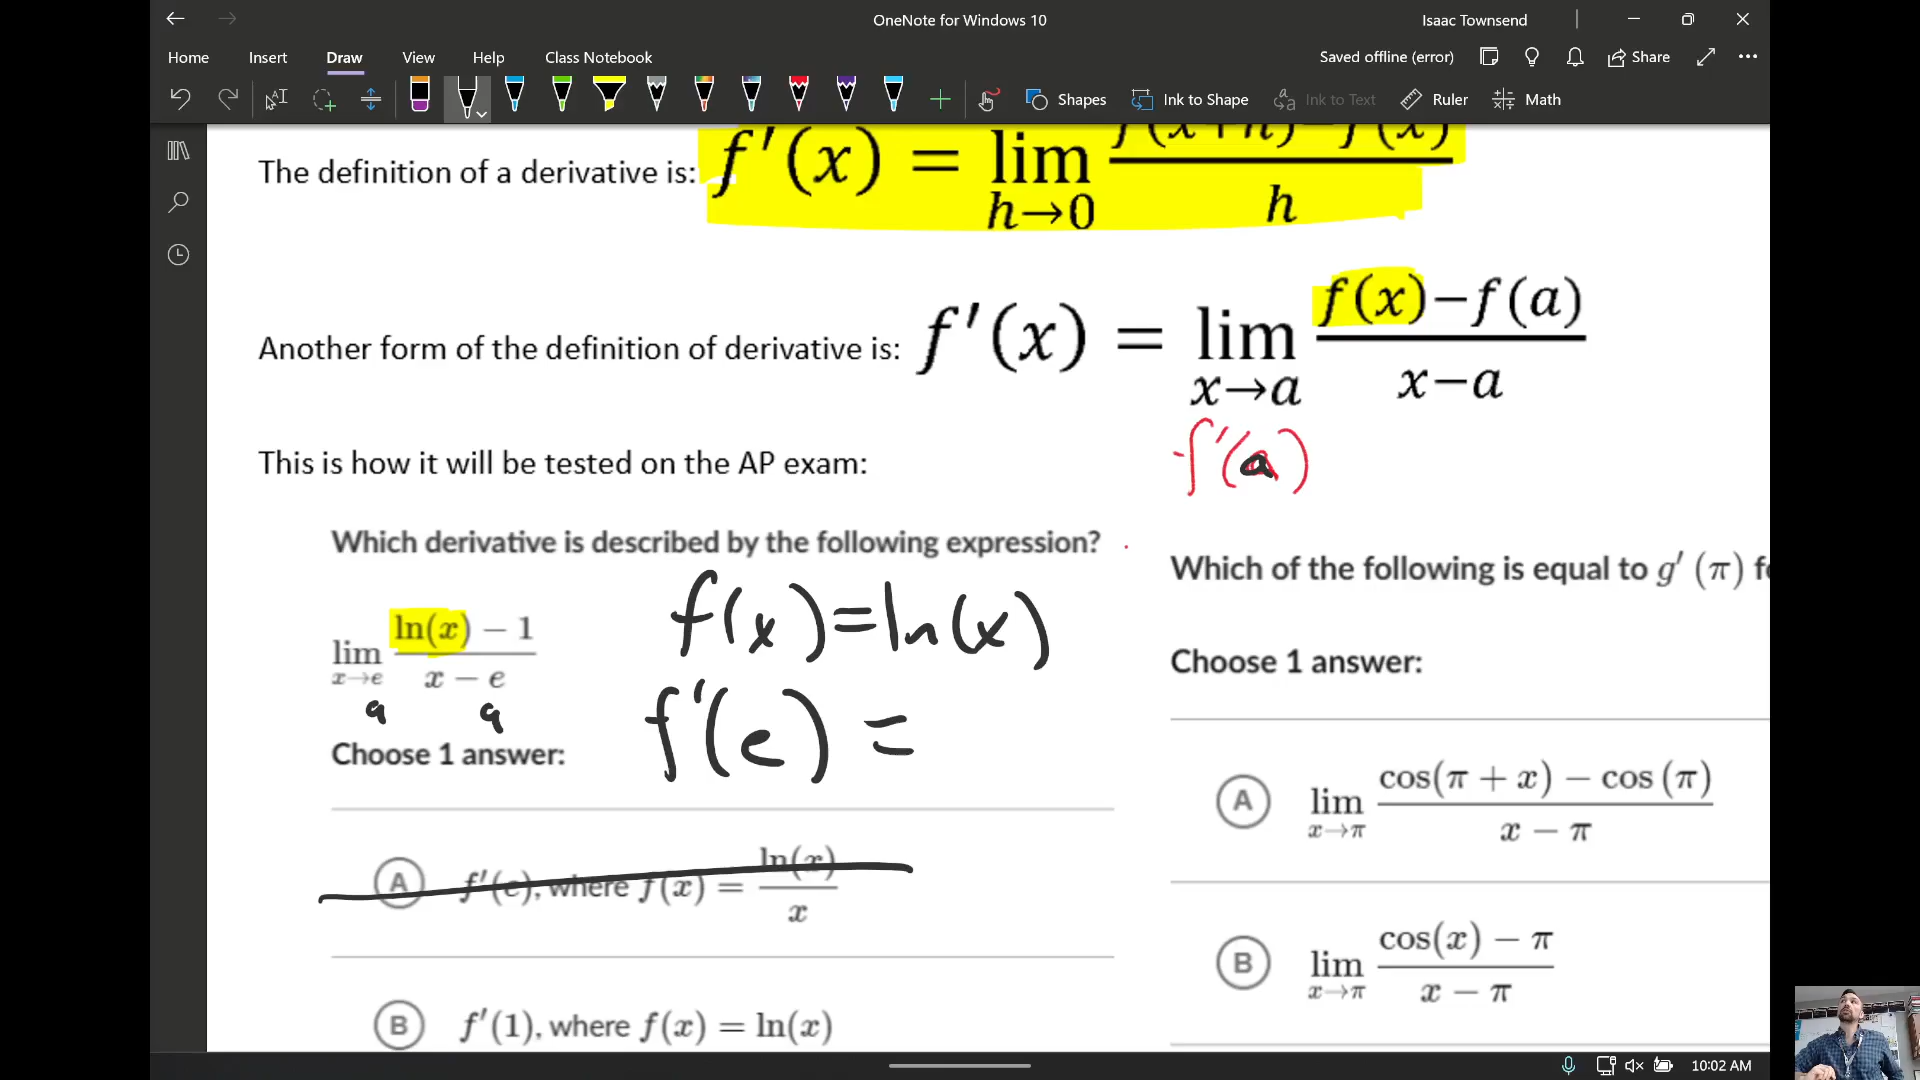 OneNote for Windows 10
Isaac Townsend
Home Insert Draw View Help Class Notebook
Saved offline (error) Share
Shapes Ink to Shape Ink to Text Ruler Math
The definition of a derivative is: f′(x) = lim h→0 f(x+h)−f(x) / h
Another form of the definition of derivative is: f′(x) = lim x→a f(x)−f(a) / x−a
f'(a)
This is how it will be tested on the AP exam:
Which derivative is described by the following expression?
lim x→e ln(x) − 1 / x − e
a a
f(x)=ln(x)
f'(e) =
Choose 1 answer:
A f′(e), where f(x) = ln(x) / x
B f′(1), where f(x) = ln(x)
Which of the following is equal to g′(π) f
Choose 1 answer:
A lim x→π cos(π + x) − cos(π) / x − π
B lim x→π cos(x) − π / x − π
10:02 AM